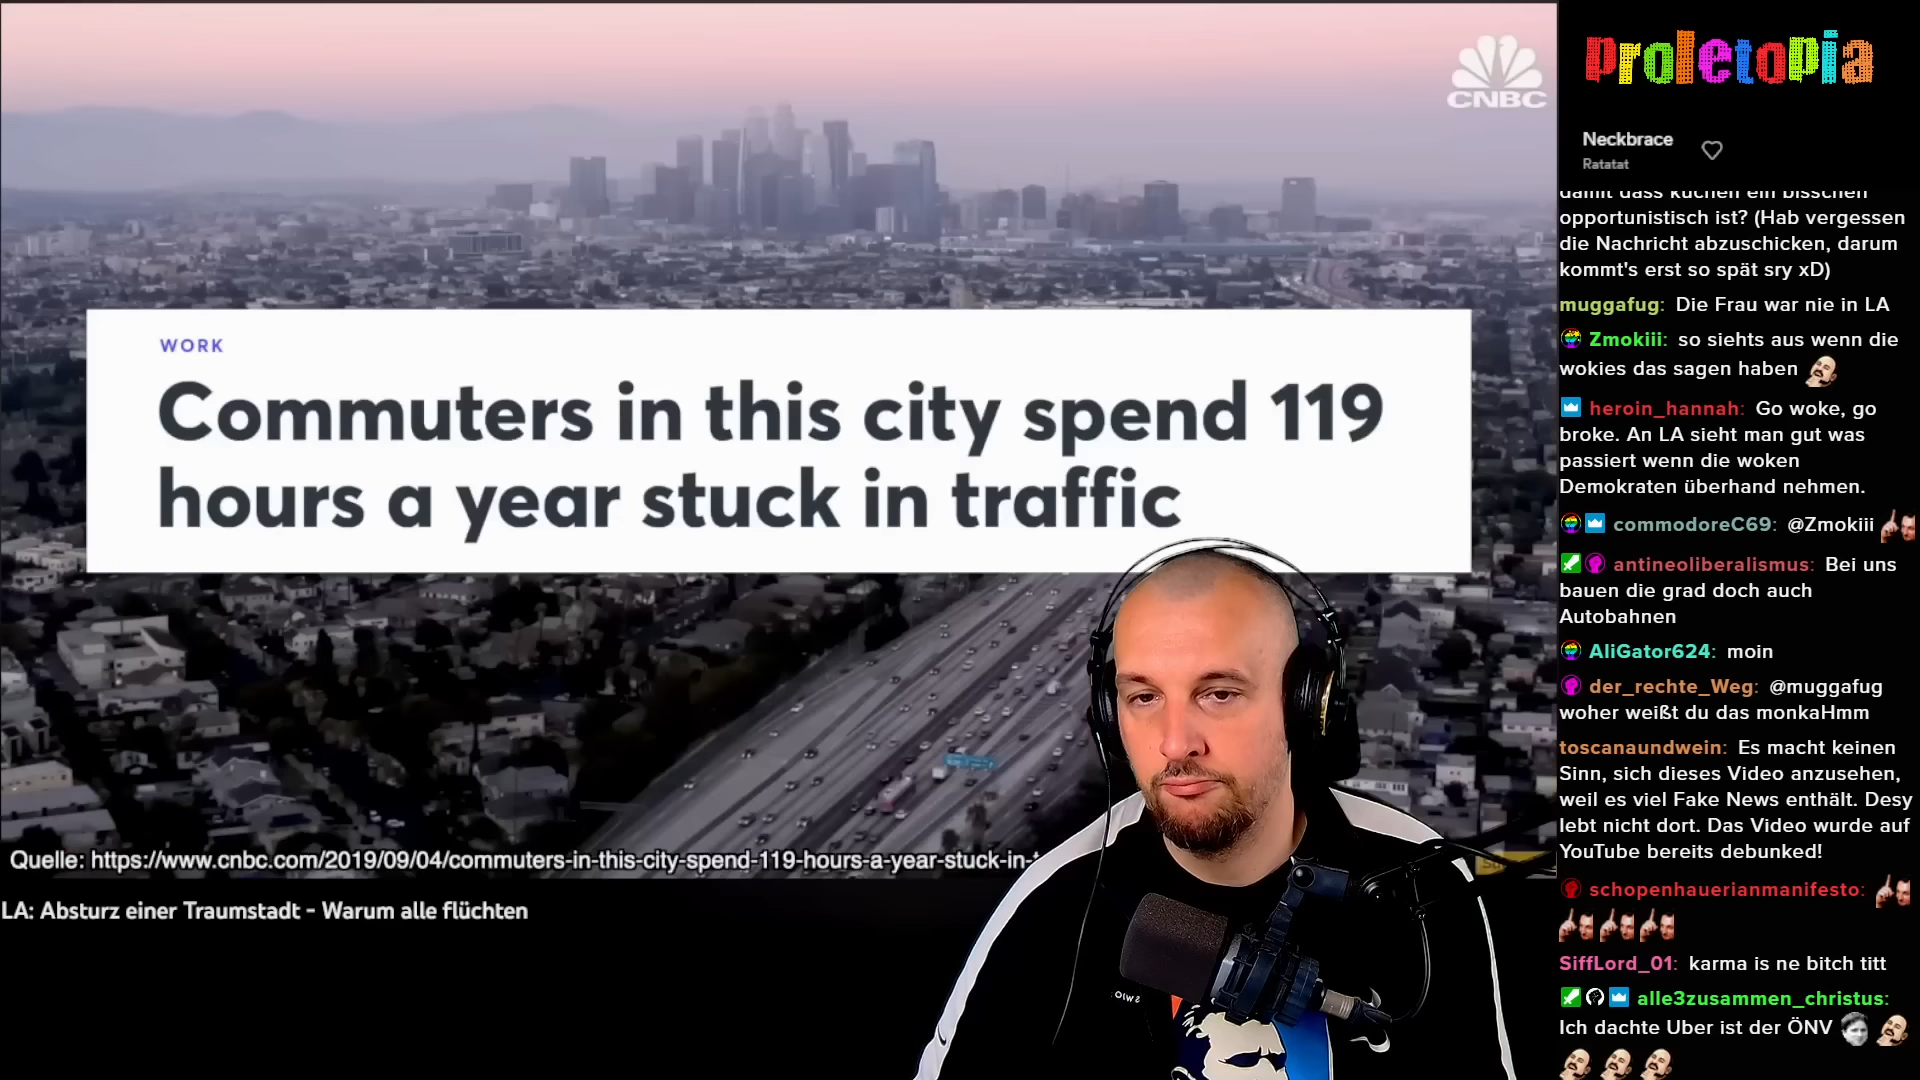 CNBC
WORK
Commuters in this city spend 119
hours a year stuck in traffic
Quelle: https://www.cnbc.com/2019/09/04/commuters-in-this-city-spend-119-hours-a-year-stuck-in-
LA: Absturz einer Traumstadt - Warum alle flüchten
Proletopia
Neckbrace
Ratatat
damit dass kuchen ein bisschen
opportunistisch ist? (Hab vergessen
die Nachricht abzuschicken, darum
kommt's erst so spät sry xD)
muggafug: Die Frau war nie in LA
Zmokiii: so siehts aus wenn die
wokies das sagen haben
heroin_hannah: Go woke, go
broke. An LA sieht man gut was
passiert wenn die woken
Demokraten überhand nehmen.
commodoreC69: @Zmokiii
antineoliberalismus: Bei uns
bauen die grad doch auch
Autobahnen
AliGator624: moin
der_rechte_Weg: @muggafug
woher weißt du das monkaHmm
toscanaundwein: Es macht keinen
Sinn, sich dieses Video anzusehen,
weil es viel Fake News enthält. Desy
lebt nicht dort. Das Video wurde auf
YouTube bereits debunked!
schopenhauerianmanifesto:
SiffLord_01: karma is ne bitch titt
alle3zusammen_christus:
Ich dachte Uber ist der ÖNV